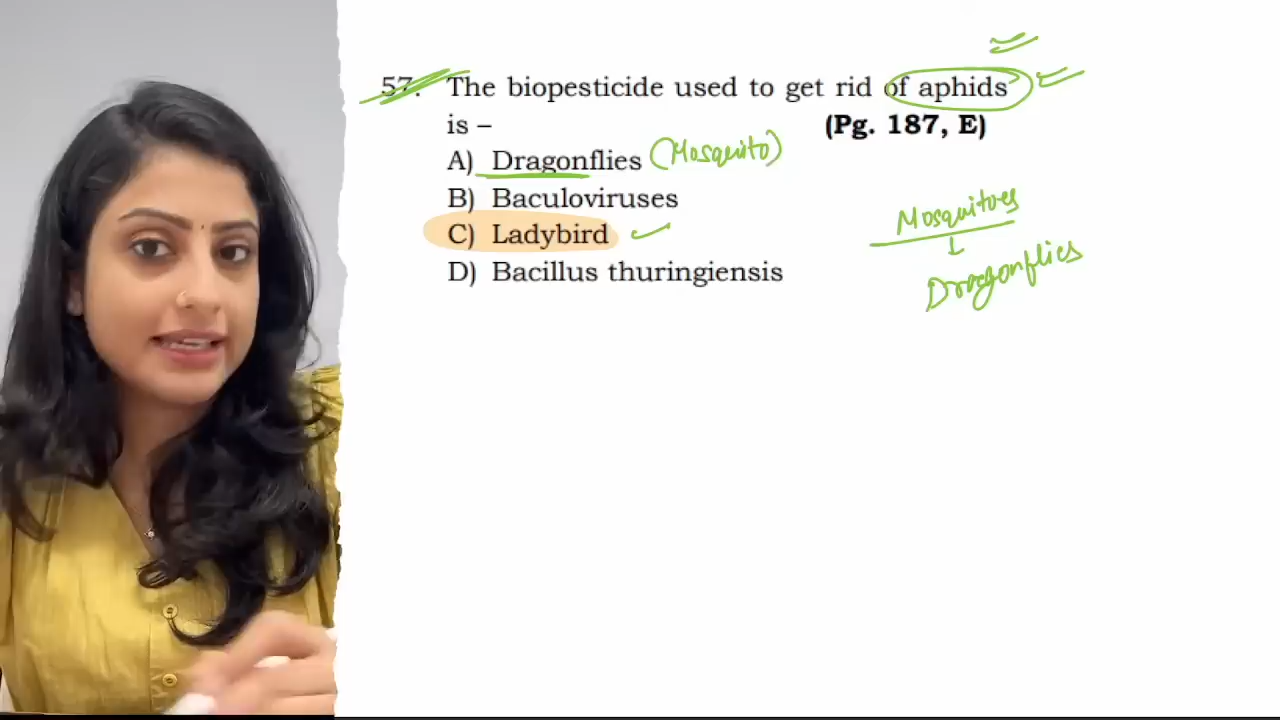 57. The biopesticide used to get rid of aphids
is – (Pg. 187, E)
A) Dragonflies (Mosquito)
B) Baculoviruses
Mosquitoes
C) Ladybird
↓
Dragonflies
D) Bacillus thuringiensis